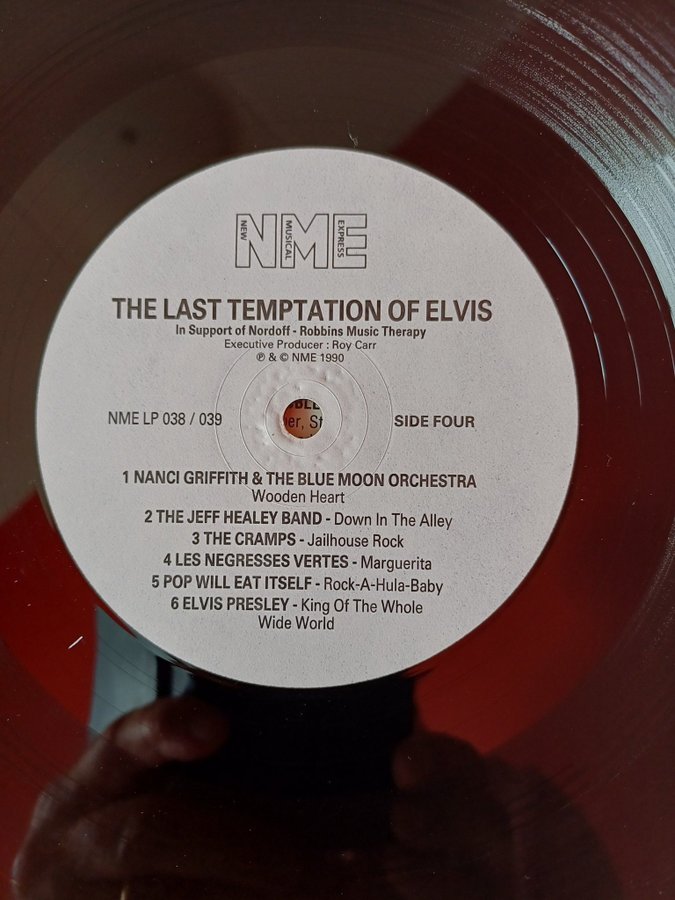 NEW NME MUSICAL EXPRESS
THE LAST TEMPTATION OF ELVIS
In Support of Nordoff - Robbins Music Therapy
Executive Producer : Roy Carr
℗ & © NME 1990
NME LP 038 / 039
SIDE FOUR
1 NANCI GRIFFITH & THE BLUE MOON ORCHESTRA
Wooden Heart
2 THE JEFF HEALEY BAND - Down In The Alley
3 THE CRAMPS - Jailhouse Rock
4 LES NEGRESSES VERTES - Marguerita
5 POP WILL EAT ITSELF - Rock-A-Hula-Baby
6 ELVIS PRESLEY - King Of The Whole
Wide World